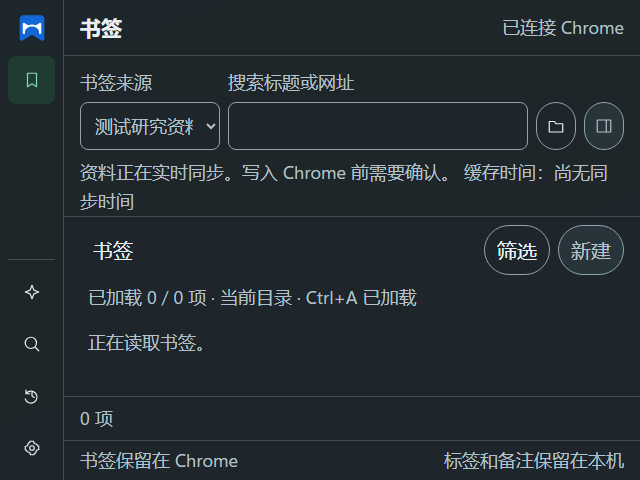 书签
已连接 Chrome
书签来源
搜索标题或网址
测试研究资料
资料正在实时同步。写入 Chrome 前需要确认。 缓存时间：尚无同
步时间
书签
筛选
新建
已加载 0 / 0 项 · 当前目录 · Ctrl+A 已加载
正在读取书签。
0 项
书签保留在 Chrome
标签和备注保留在本机